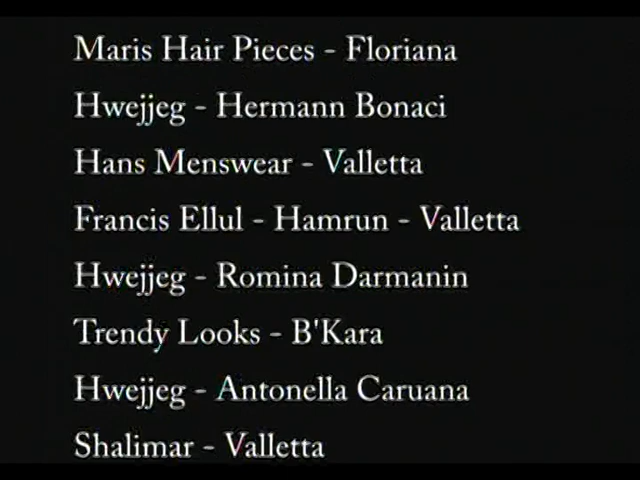 Maris Hair Pieces - Floriana
Hwejjeg - Hermann Bonaci
Hans Menswear - Valletta
Francis Ellul - Hamrun - Valletta
Hwejjeg - Romina Darmanin
Trendy Looks - B'Kara
Hwejjeg - Antonella Caruana
Shalimar - Valletta